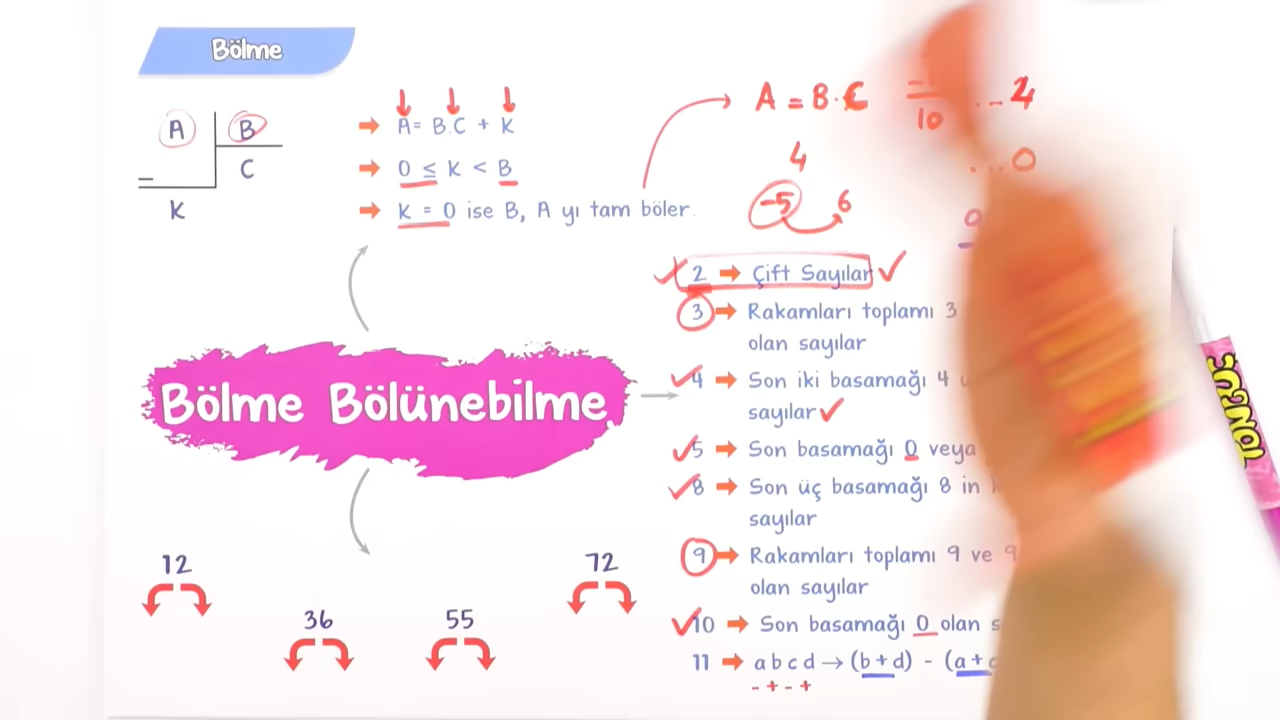 Bölme
A B
C
K
A = B.C + K
0 ≤ K < B
K = 0 ise B, A yı tam böler.
A = B.C
10 ...2
...0
4
-5 6
2 → Çift Sayılar
3 → Rakamları toplamı 3
olan sayılar
4 → Son iki basamağı 4
sayılar
5 → Son basamağı 0 veya
8 → Son üç basamağı 8 in
sayılar
9 → Rakamları toplamı 9 ve 9
olan sayılar
10 → Son basamağı 0 olan
11 → a b c d → (b + d) - (a +
- + - +
Bölme Bölünebilme
12
36
55
72